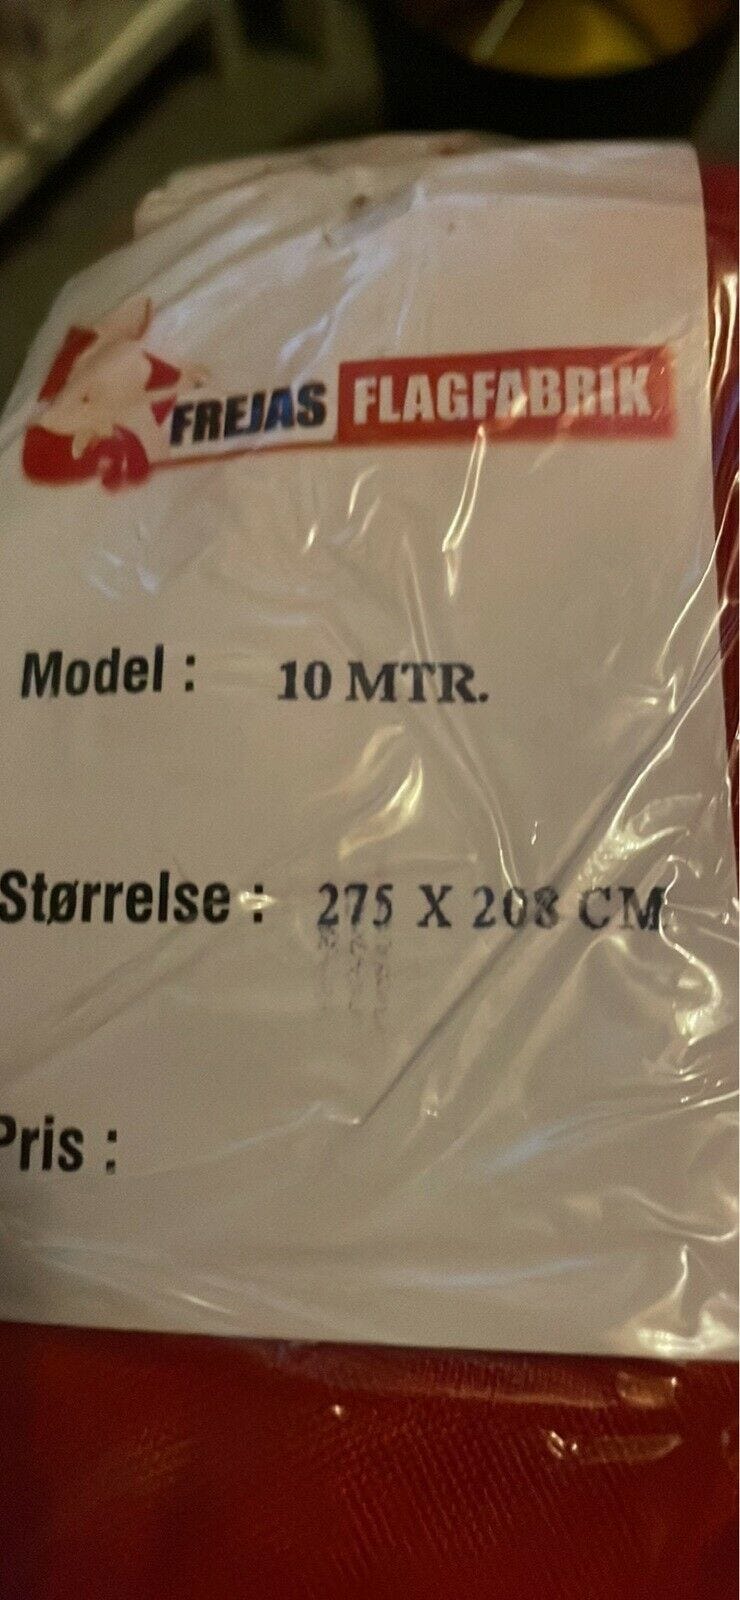 FREJAS FLAGFABRIK
Model : 10 MTR.
Størrelse : 275 X 208 CM
Pris :